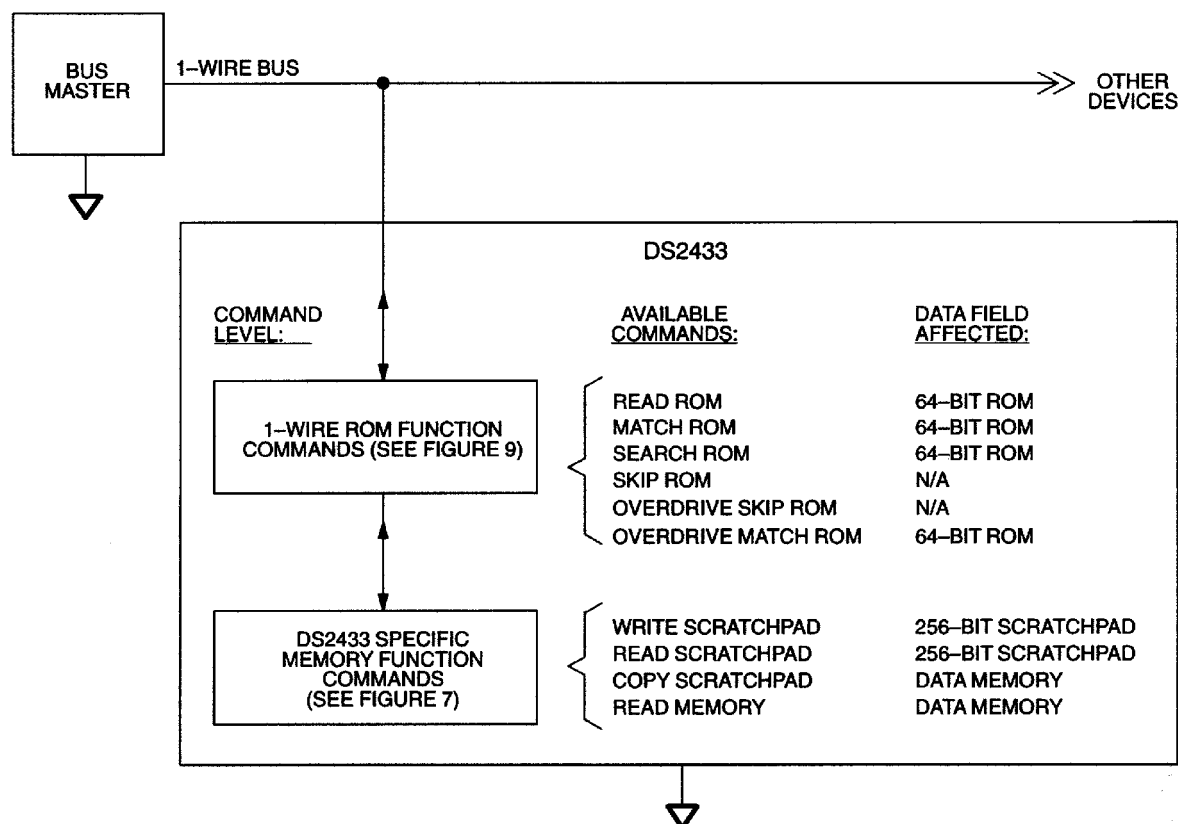 BUS
MASTER
1–WIRE BUS
OTHER
DEVICES
DS2433
COMMAND
LEVEL:
AVAILABLE
COMMANDS:
DATA FIELD
AFFECTED:
1–WIRE ROM FUNCTION
COMMANDS (SEE FIGURE 9)
READ ROM 64–BIT ROM
MATCH ROM 64–BIT ROM
SEARCH ROM 64–BIT ROM
SKIP ROM N/A
OVERDRIVE SKIP ROM N/A
OVERDRIVE MATCH ROM 64–BIT ROM
DS2433 SPECIFIC
MEMORY FUNCTION
COMMANDS
(SEE FIGURE 7)
WRITE SCRATCHPAD 256–BIT SCRATCHPAD
READ SCRATCHPAD 256–BIT SCRATCHPAD
COPY SCRATCHPAD DATA MEMORY
READ MEMORY DATA MEMORY